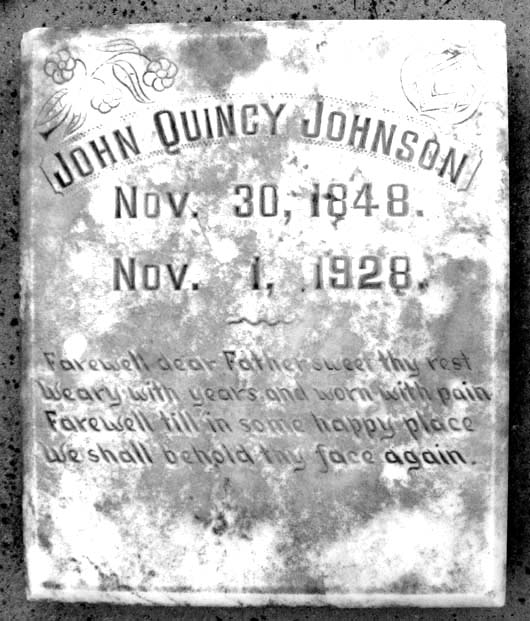 JOHN QUINCY JOHNSON
NOV. 30, 1848.
NOV. 1, 1928.
Farewell dear Father sweet thy rest
Weary with years and worn with pain
Farewell till in some happy place
We shall behold thy face again.